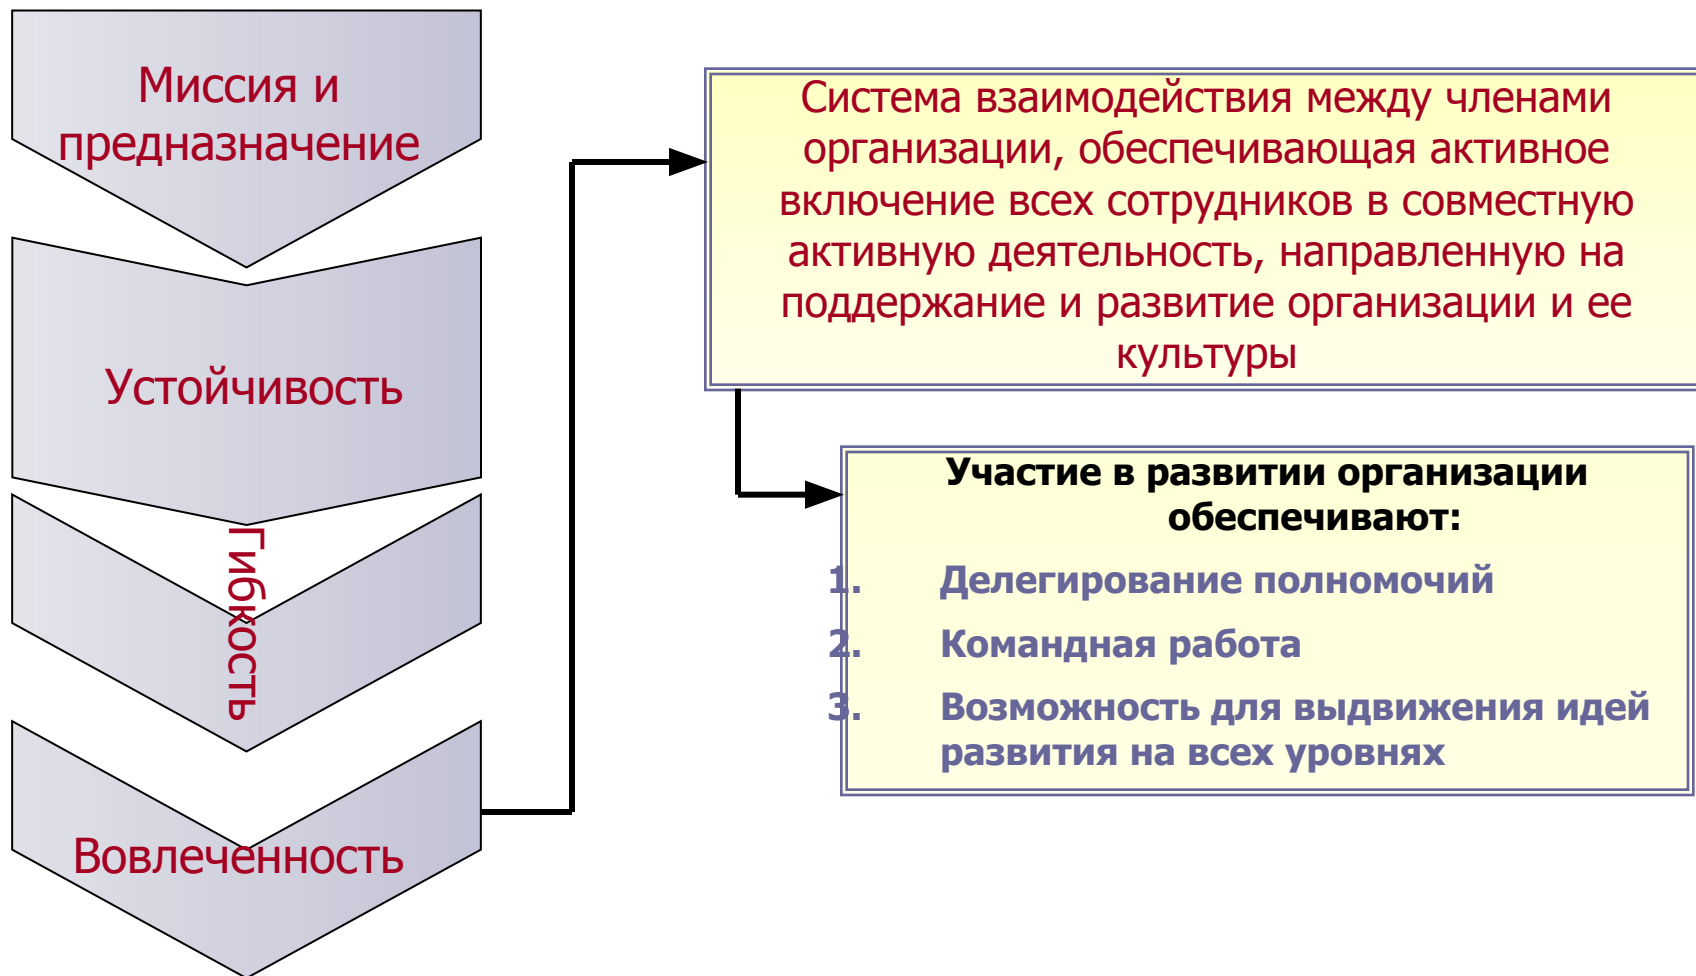 Миссия и
предназначение
Устойчивость
Гибкость
Вовлеченность
Система взаимодействия между членами
организации, обеспечивающая активное
включение всех сотрудников в совместную
активную деятельность, направленную на
поддержание и развитие организации и ее
культуры
Участие в развитии организации
обеспечивают:
1. Делегирование полномочий
2. Командная работа
3. Возможность для выдвижения идей
развития на всех уровнях